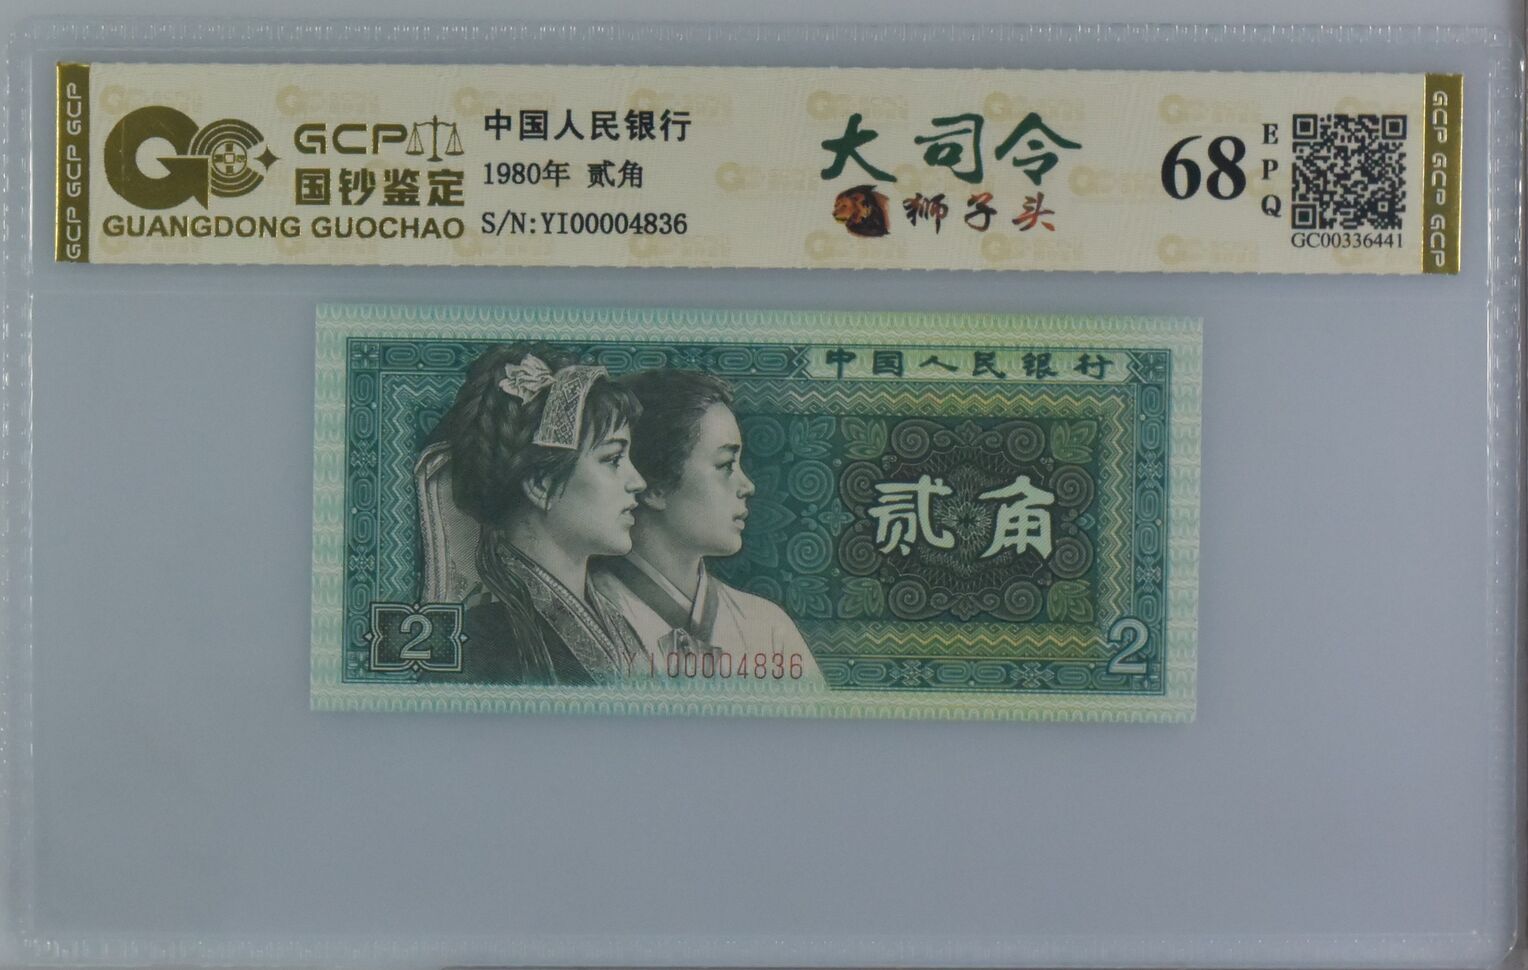 GCP GCP GCP
GCP
国钞鉴定
GUANGDONG GUOCHAO
中国人民银行
1980年 贰角
S/N:YI00004836
大司令
狮子头
68
EPQ
GC00336441
GCP GCP GCP
中国人民银行
贰角
2
YI00004836
2